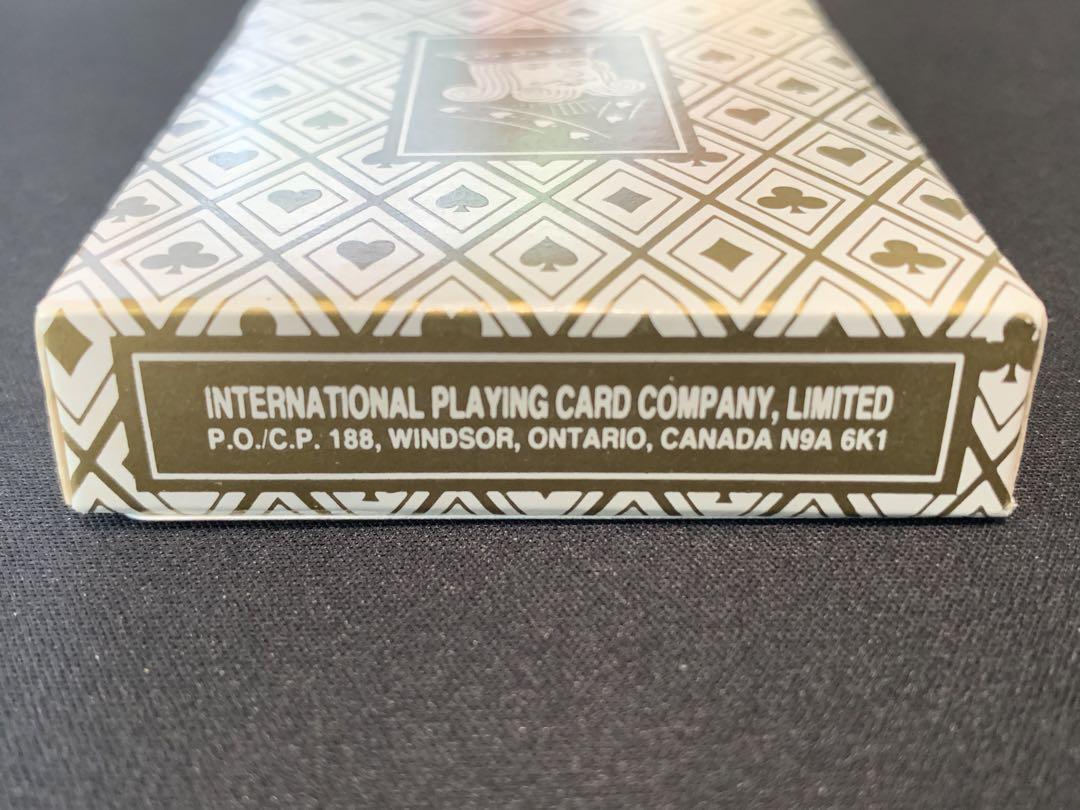 INTERNATIONAL PLAYING CARD COMPANY, LIMITED
P.O./C.P. 188, WINDSOR, ONTARIO, CANADA N9A 6K1